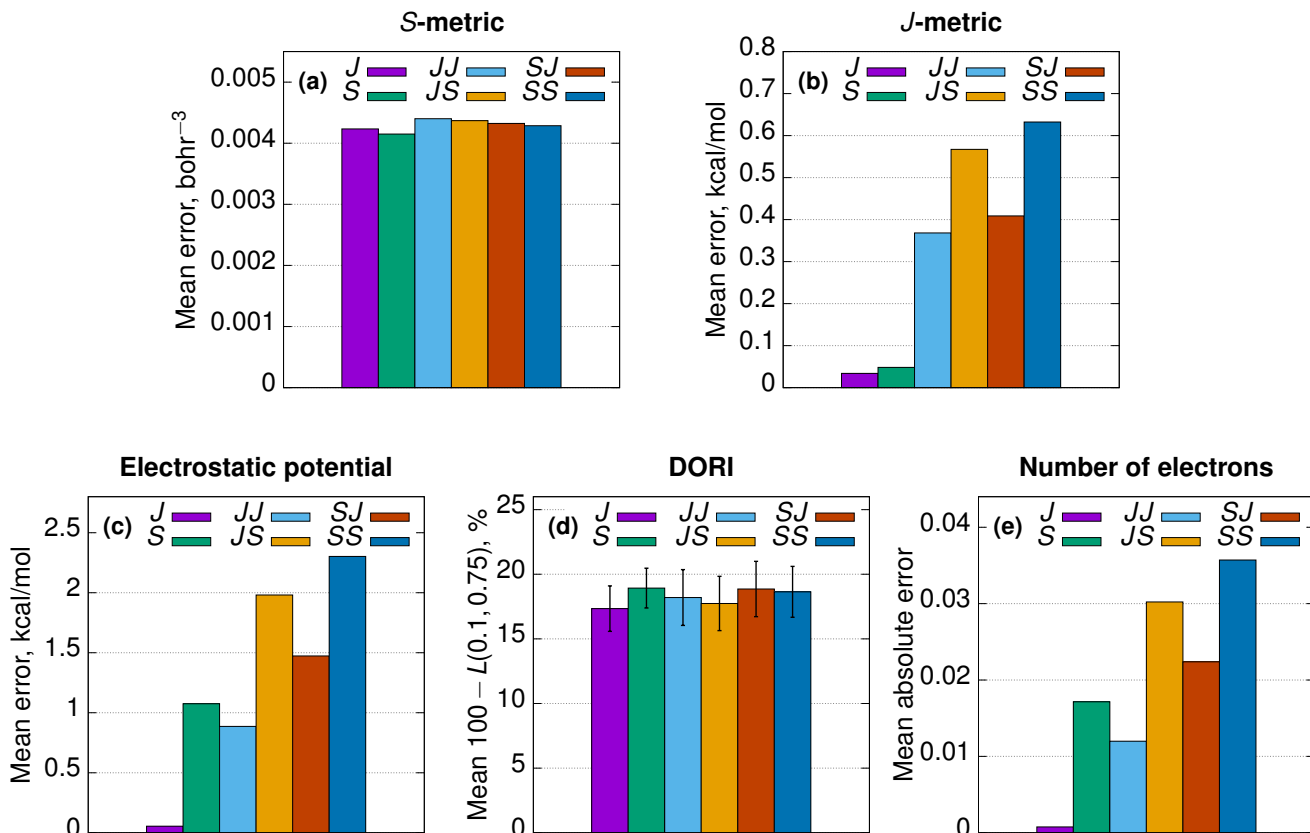 S-metric
(a) J JJ SJ
S JS SS
Mean error, bohr⁻³
0.005
0.004
0.003
0.002
0.001
0
J-metric
(b) J JJ SJ
S JS SS
Mean error, kcal/mol
0.8
0.7
0.6
0.5
0.4
0.3
0.2
0.1
0
Electrostatic potential
(c) J JJ SJ
S JS SS
Mean error, kcal/mol
2.5
2
1.5
1
0.5
0
DORI
(d) J JJ SJ
S JS SS
Mean 100 − L(0.1, 0.75), %
25
20
15
10
5
0
Number of electrons
(e) J JJ SJ
S JS SS
Mean absolute error
0.04
0.03
0.02
0.01
0